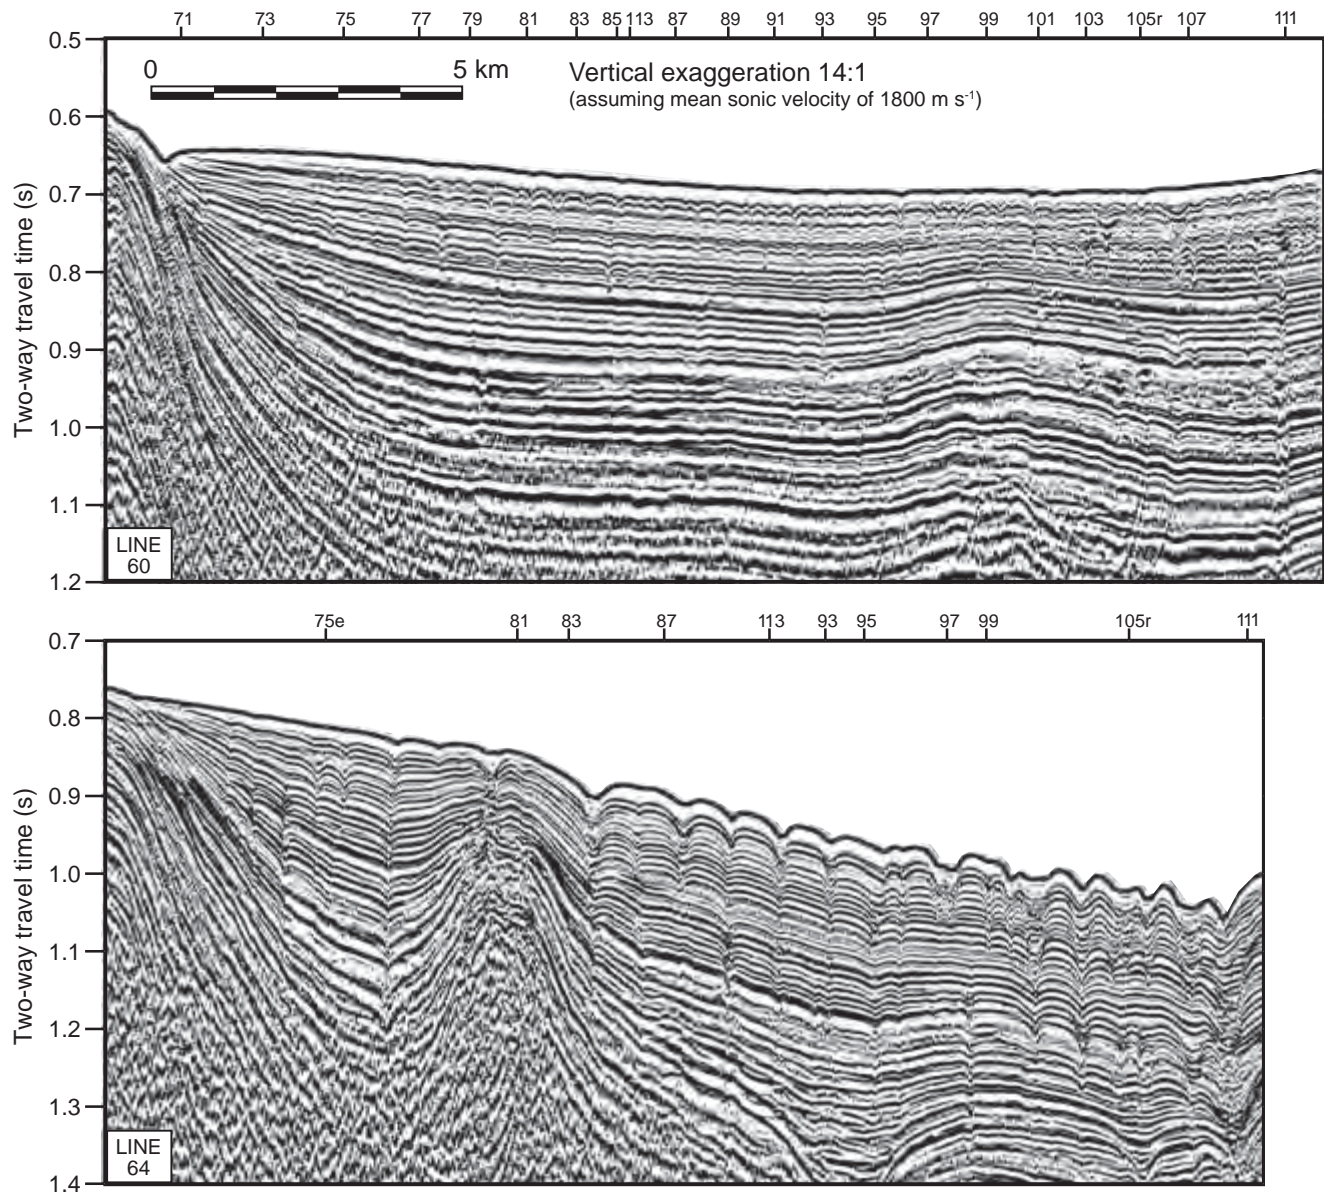 71 73 75 77 79 81 83 85 113 87 89 91 93 95 97 99 101 103 105r 107 111
0.5
0 5 km Vertical exaggeration 14:1
(assuming mean sonic velocity of 1800 m s-1)
0.6
0.7
0.8
0.9
1.0
1.1
1.2
Two-way travel time (s)
LINE
60
75e 81 83 87 113 93 95 97 99 105r 111
0.7
0.8
0.9
1.0
1.1
1.2
1.3
1.4
Two-way travel time (s)
LINE
64